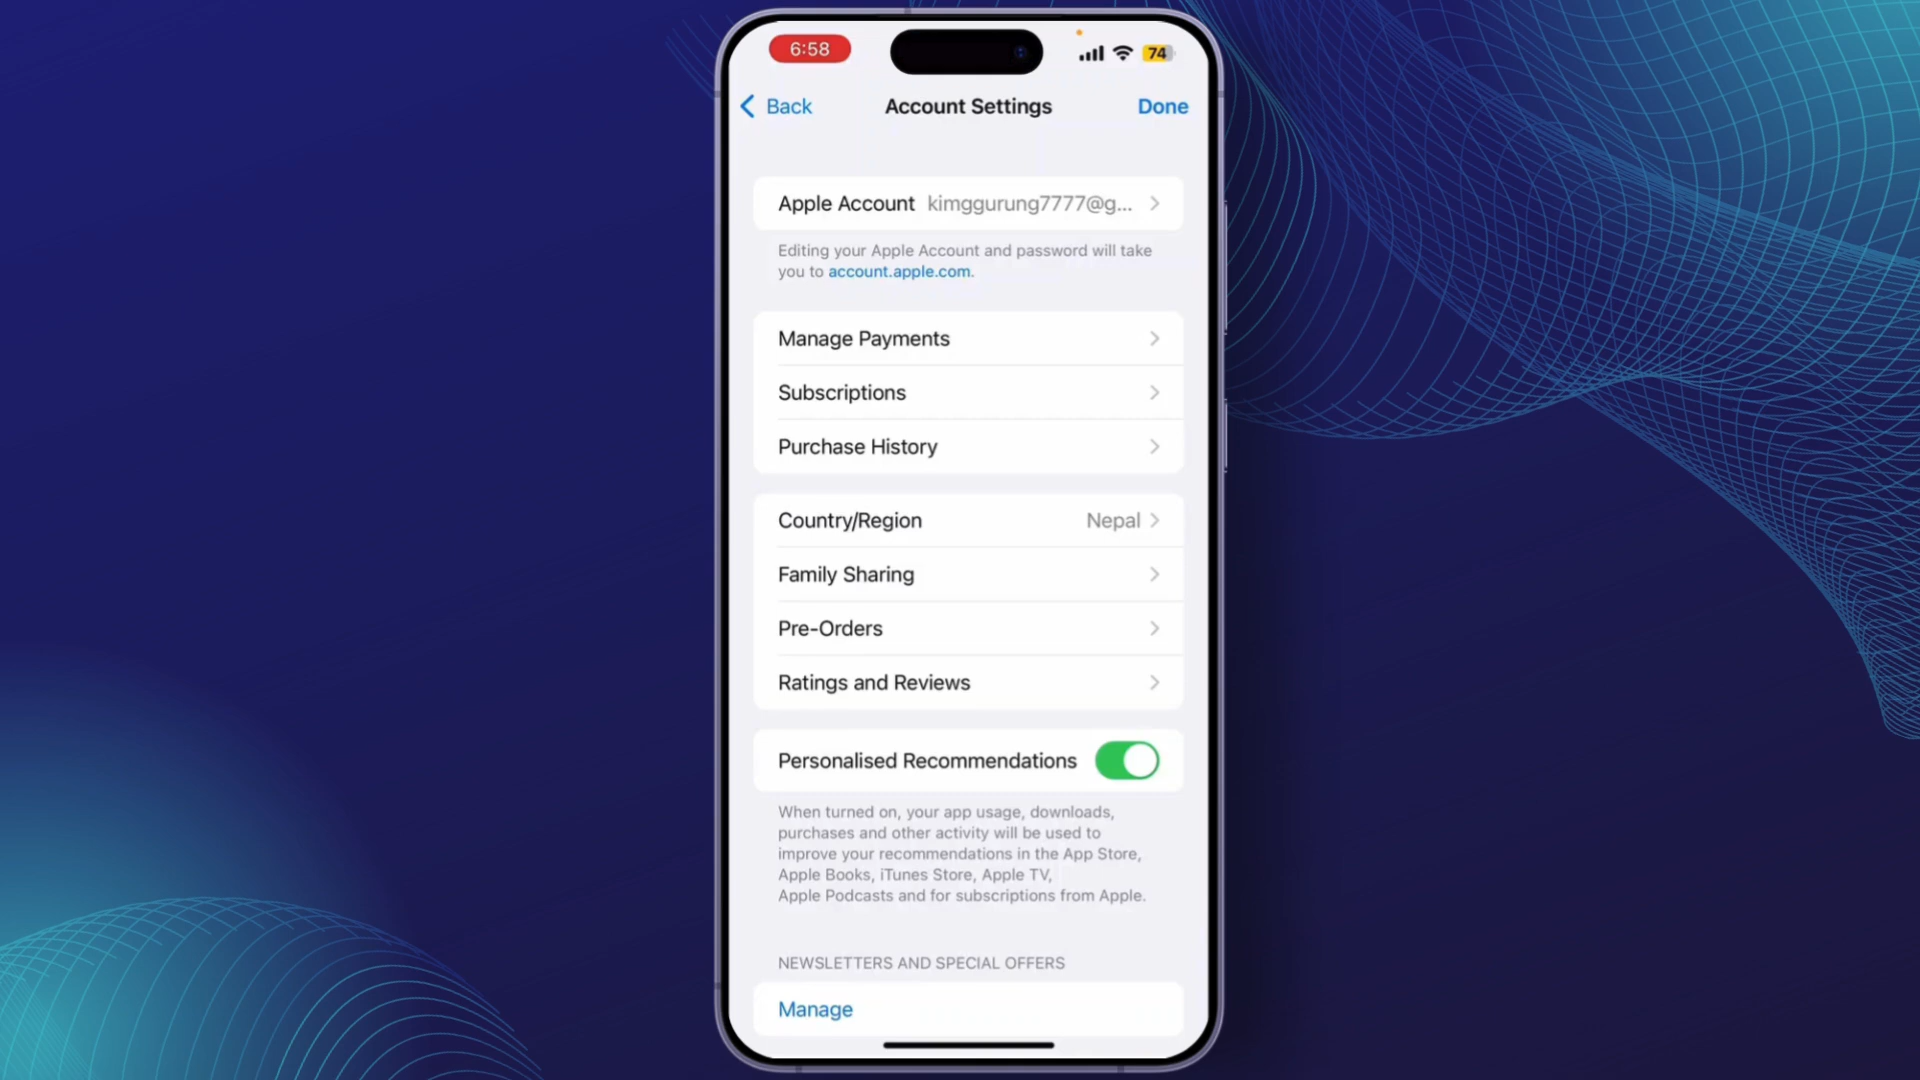 6:58
74
Back
Account Settings
Done
Apple Account kimggurung7777@g...
Editing your Apple Account and password will take
you to account.apple.com.
Manage Payments
Subscriptions
Purchase History
Country/Region Nepal
Family Sharing
Pre-Orders
Ratings and Reviews
Personalised Recommendations
When turned on, your app usage, downloads,
purchases and other activity will be used to
improve your recommendations in the App Store,
Apple Books, iTunes Store, Apple TV,
Apple Podcasts and for subscriptions from Apple.
NEWSLETTERS AND SPECIAL OFFERS
Manage